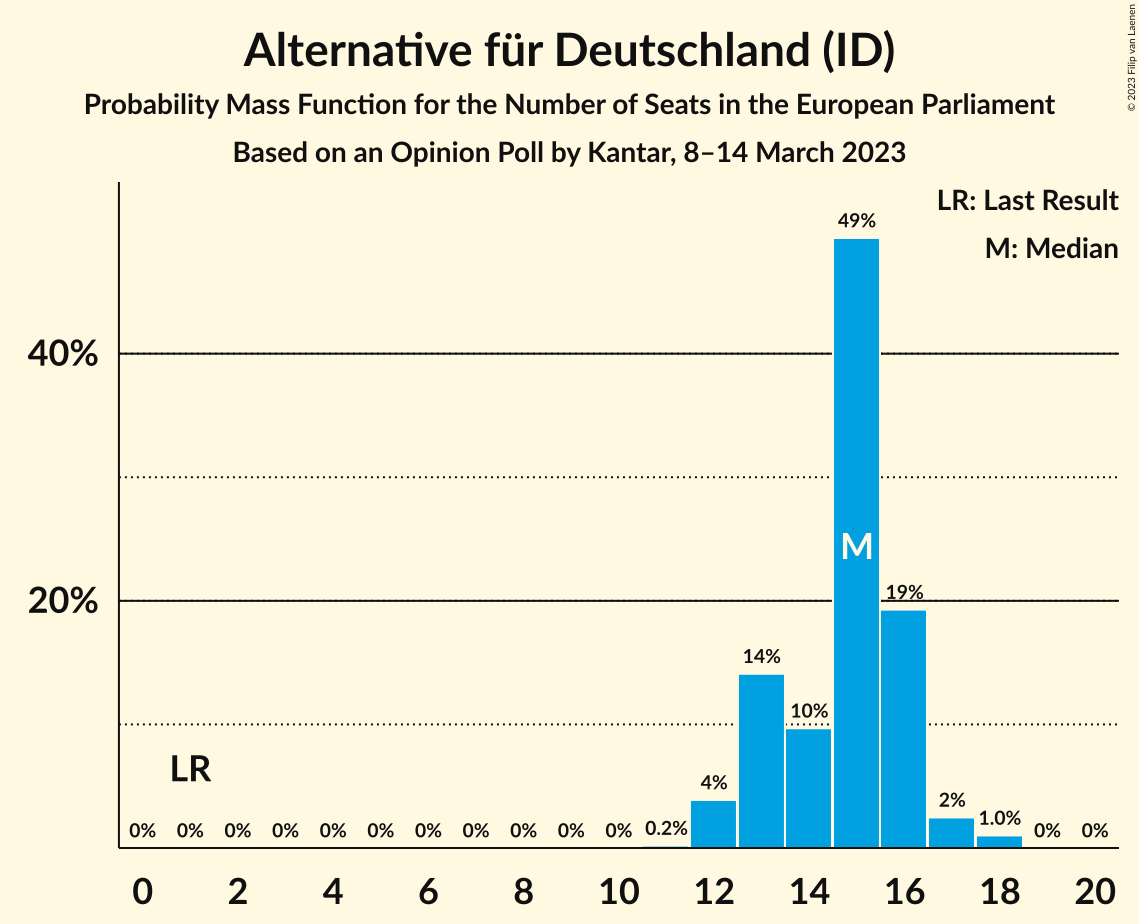 Alternative für Deutschland (ID)
Probability Mass Function for the Number of Seats in the European Parliament
Based on an Opinion Poll by Kantar, 8–14 March 2023
© 2023 Filip van Laenen
LR: Last Result
M: Median
49%
40%
M
20%
19%
14%
10%
LR
4%
2%
1.0%
0% 0% 0% 0% 0% 0% 0% 0% 0% 0% 0% 0.2% 0% 0%
0 2 4 6 8 10 12 14 16 18 20